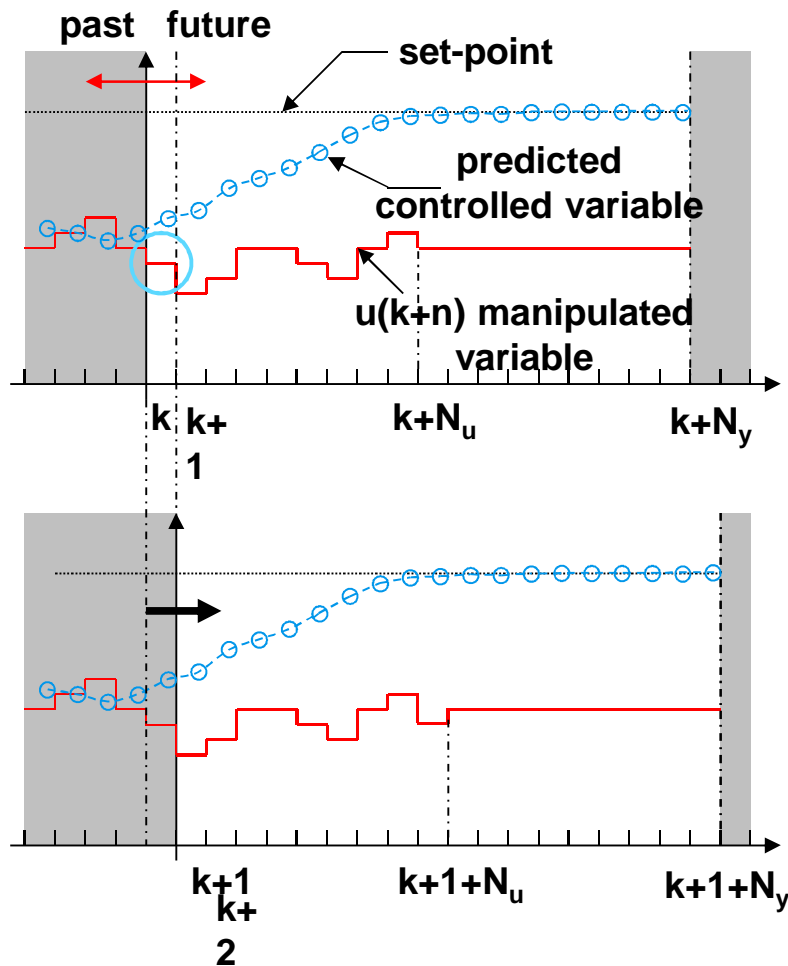 past future
set-point
predicted
controlled variable
u(k+n) manipulated
variable
k
k+
1
k+Nu
k+Ny
k+1
k+
2
k+1+Nu
k+1+Ny